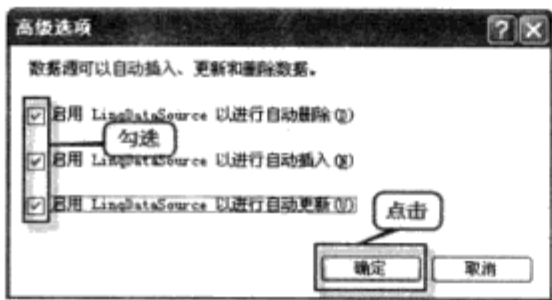 高级选项
数据源可以自动插入、更新和删除数据。
启用 LinqDataSource 以进行自动删除(D)
勾选
启用 LinqDataSource 以进行自动插入(N)
启用 LinqDataSource 以进行自动更新(U)
点击
确定
取消